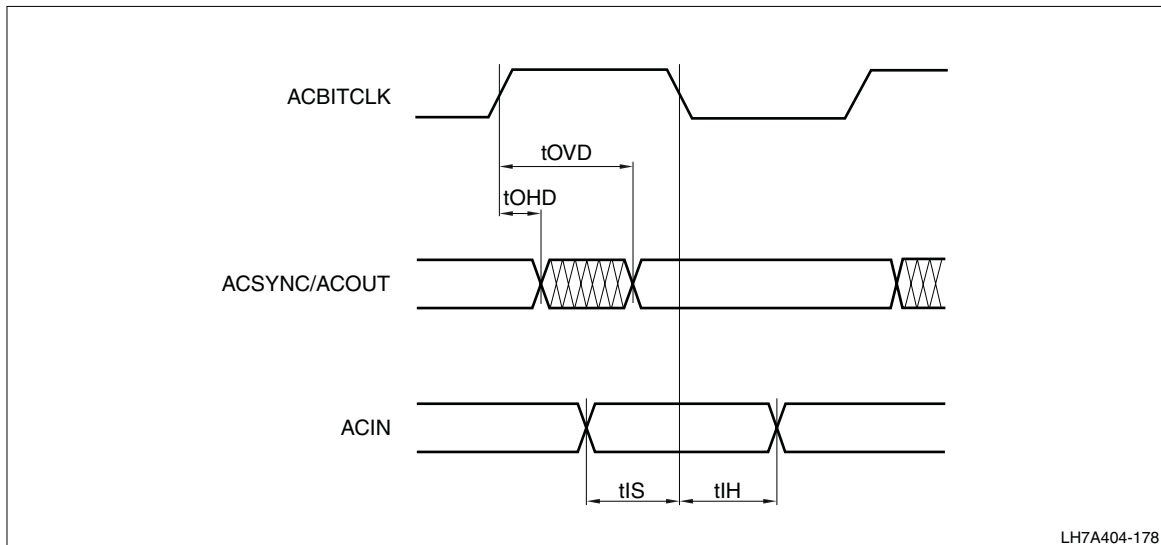 ACBITCLK
tOVD
tOHD
ACSYNC/ACOUT
ACIN
tIS
tIH
LH7A404-178